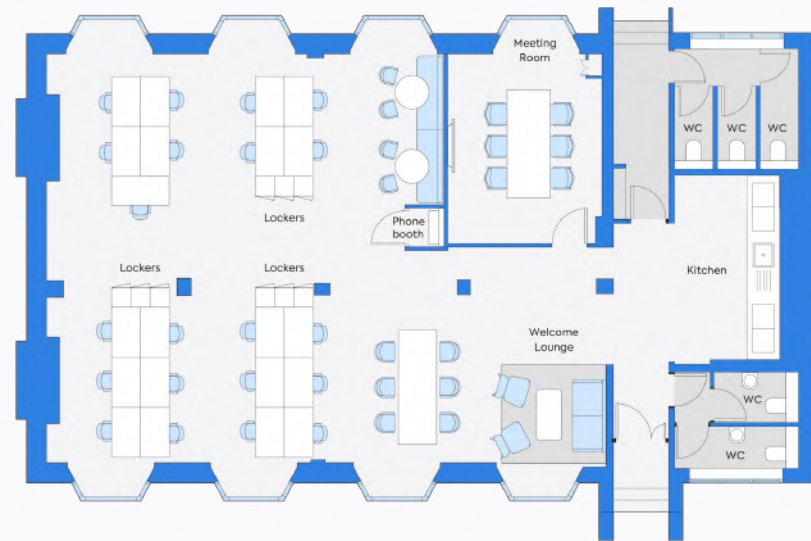 Meeting
Room
WC
WC
WC
Lockers
Phone
booth
Lockers
Lockers
Kitchen
Welcome
Lounge
WC
WC